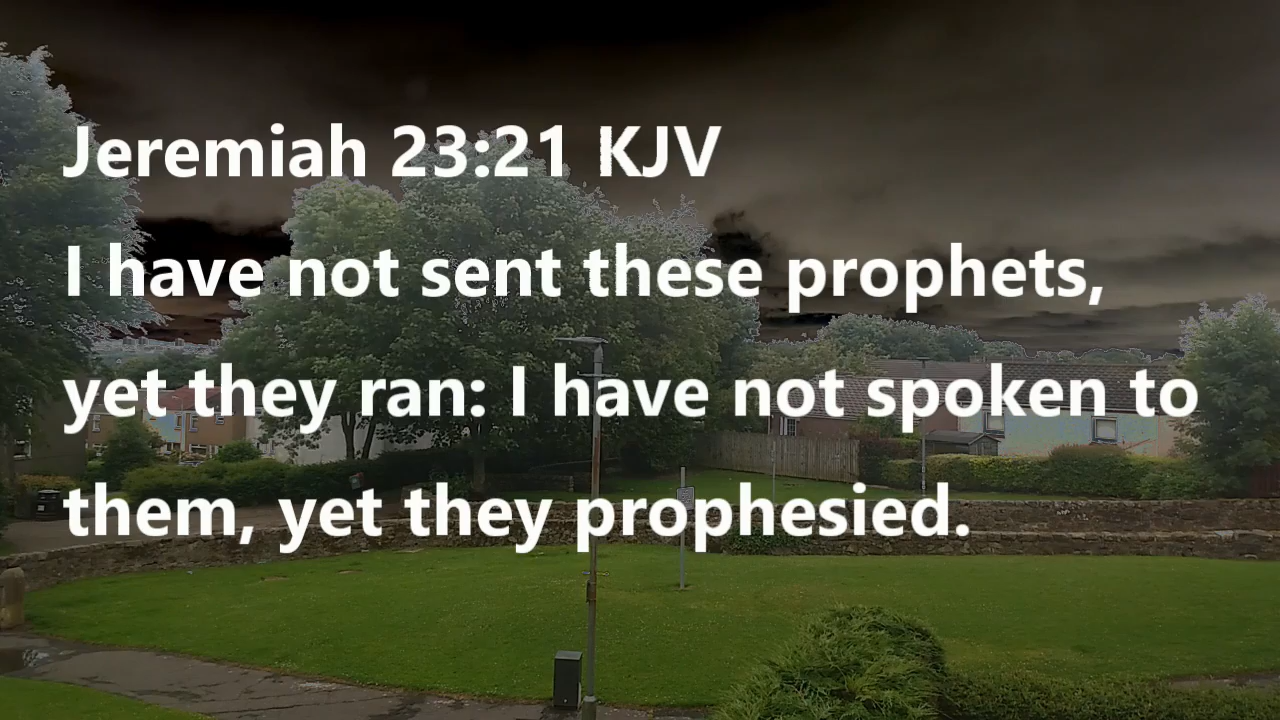 Jeremiah 23:21 KJV
I have not sent these prophets,
yet they ran: I have not spoken to
them, yet they prophesied.